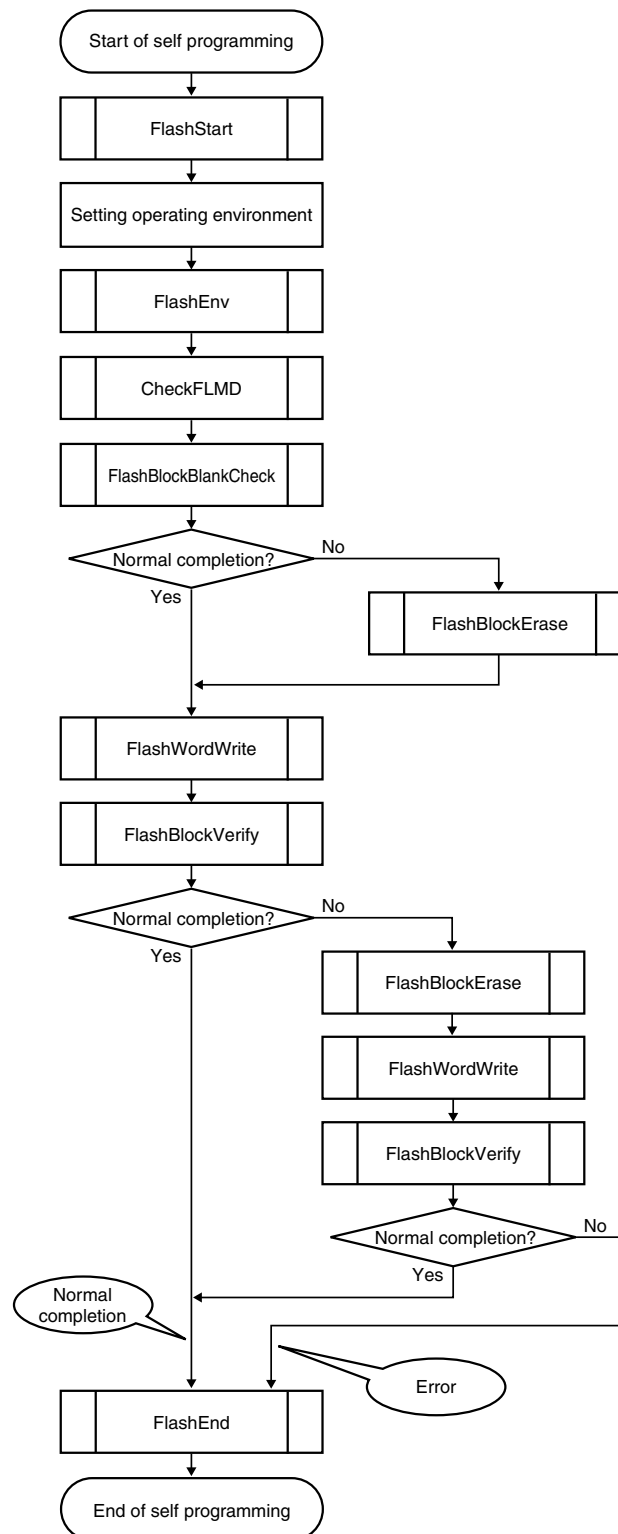 Start of self programming
FlashStart
Setting operating environment
FlashEnv
CheckFLMD
FlashBlockBlankCheck
Normal completion?
No
Yes
FlashBlockErase
FlashWordWrite
FlashBlockVerify
Normal completion?
No
Yes
FlashBlockErase
FlashWordWrite
FlashBlockVerify
Normal completion?
No
Yes
Normal
completion
Error
FlashEnd
End of self programming